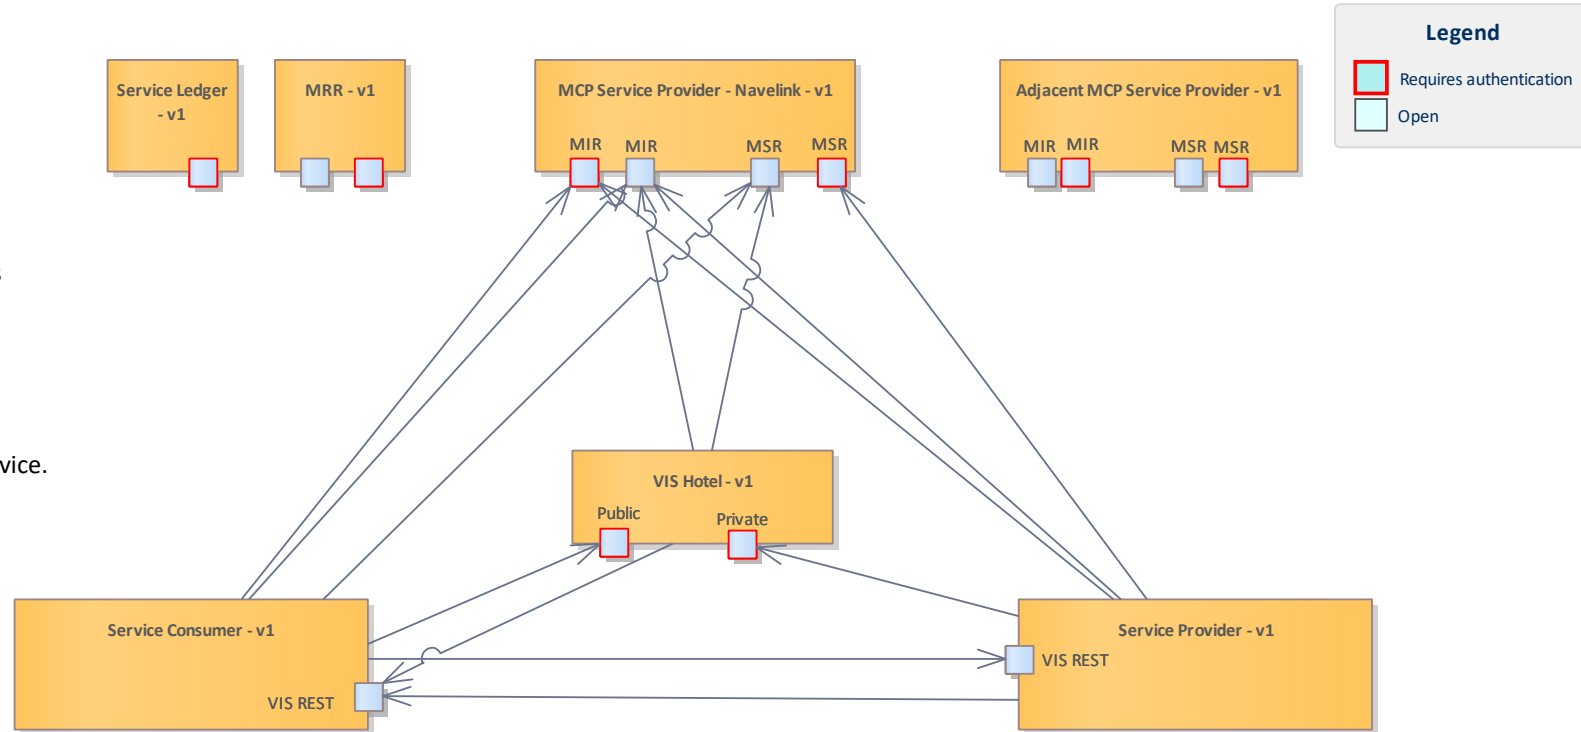 Legend
Requires authentication
Open
Service Ledger
- v1
MRR - v1
MCP Service Provider - Navelink - v1
MIR
MIR
MSR
MSR
Adjacent MCP Service Provider - v1
MIR
MIR
MSR
MSR
s
vice.
VIS Hotel - v1
Public
Private
Service Consumer - v1
VIS REST
Service Provider - v1
VIS REST